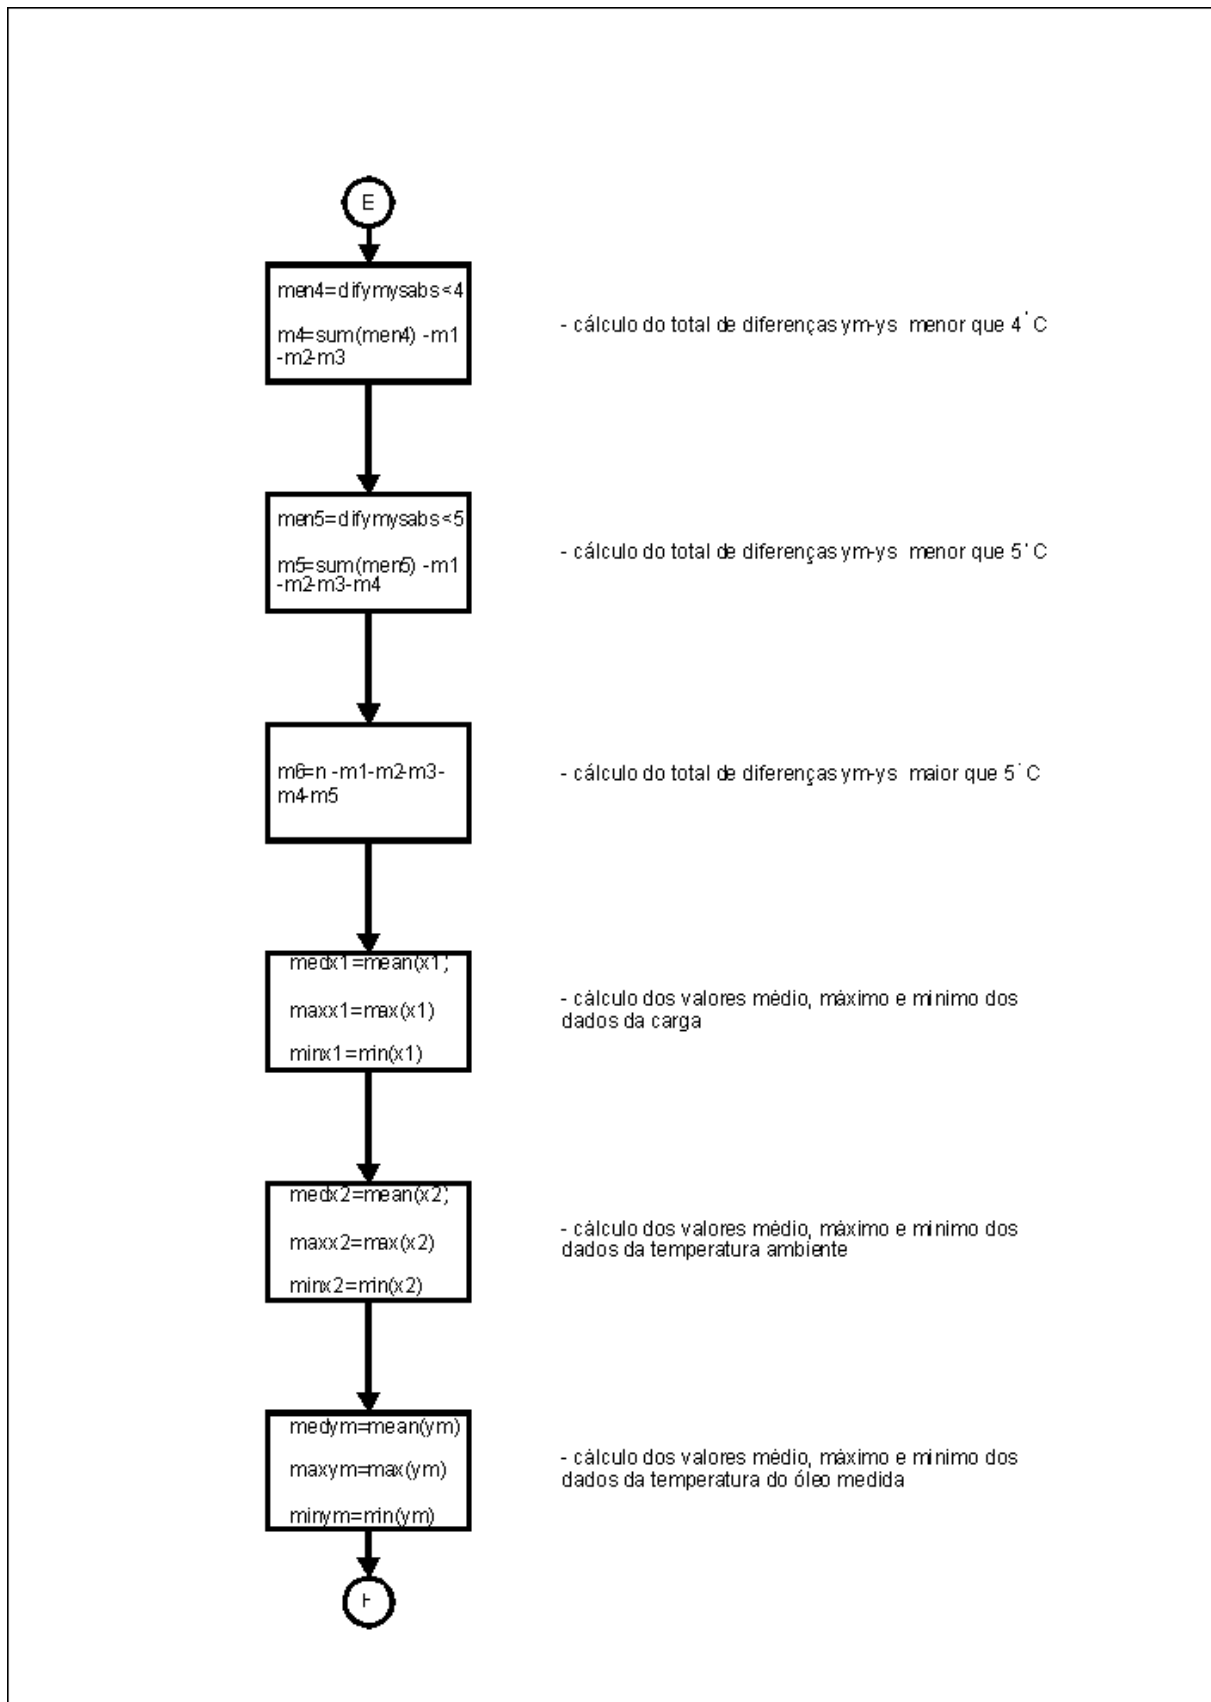 E
men4=difymysabs<4
m4=sum(men4) -m1
-m2-m3
- cálculo do total de diferenças ym-ys menor que 4°C
men5=difymysabs<5
m5=sum(men5) -m1
-m2-m3-m4
- cálculo do total de diferenças ym-ys menor que 5°C
m6=n -m1-m2-m3-
m4-m5
- cálculo do total de diferenças ym-ys maior que 5°C
medx1=mean(x1)
maxx1=max(x1)
minx1=min(x1)
- cálculo dos valores médio, máximo e mínimo dos
dados da carga
medx2=mean(x2)
maxx2=max(x2)
minx2=min(x2)
- cálculo dos valores médio, máximo e mínimo dos
dados da temperatura ambiente
medym=mean(ym)
maxym=max(ym)
minym=min(ym)
- cálculo dos valores médio, máximo e mínimo dos
dados da temperatura do óleo medida
F